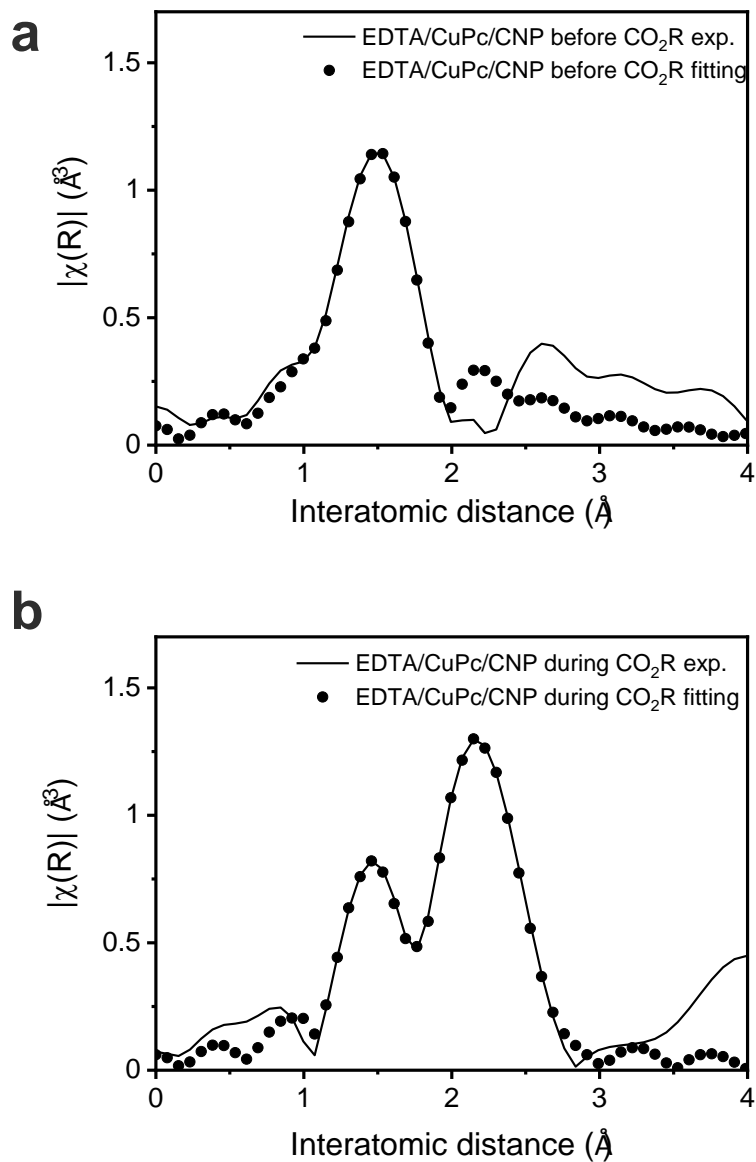 a
EDTA/CuPc/CNP before CO₂R exp.
EDTA/CuPc/CNP before CO₂R fitting
1.5
1
0.5
0
|χ(R)| (Å³)
0 1 2 3 4
Interatomic distance (Å)
b
EDTA/CuPc/CNP during CO₂R exp.
EDTA/CuPc/CNP during CO₂R fitting
1.5
1
0.5
0
|χ(R)| (Å³)
0 1 2 3 4
Interatomic distance (Å)